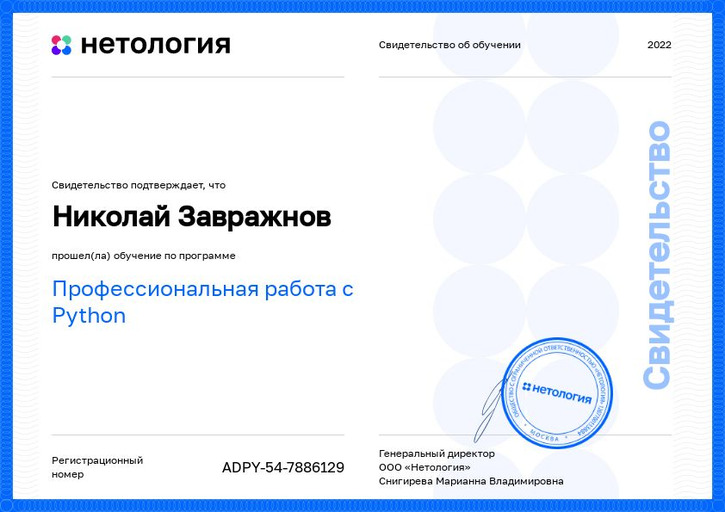 нетология
Свидетельство об обучении
2022
Свидетельство подтверждает, что
Николай Завражнов
прошел(ла) обучение по программе
Профессиональная работа с
Python
Свидетельство
ОБЩЕСТВО С ОГРАНИЧЕННОЙ ОТВЕТСТВЕННОСТЬЮ «НЕТОЛОГИЯ»
нетология
МОСКВА
Регистрационный
номер
ADPY-54-7886129
Генеральный директор
ООО «Нетология»
Снигирева Марианна Владимировна